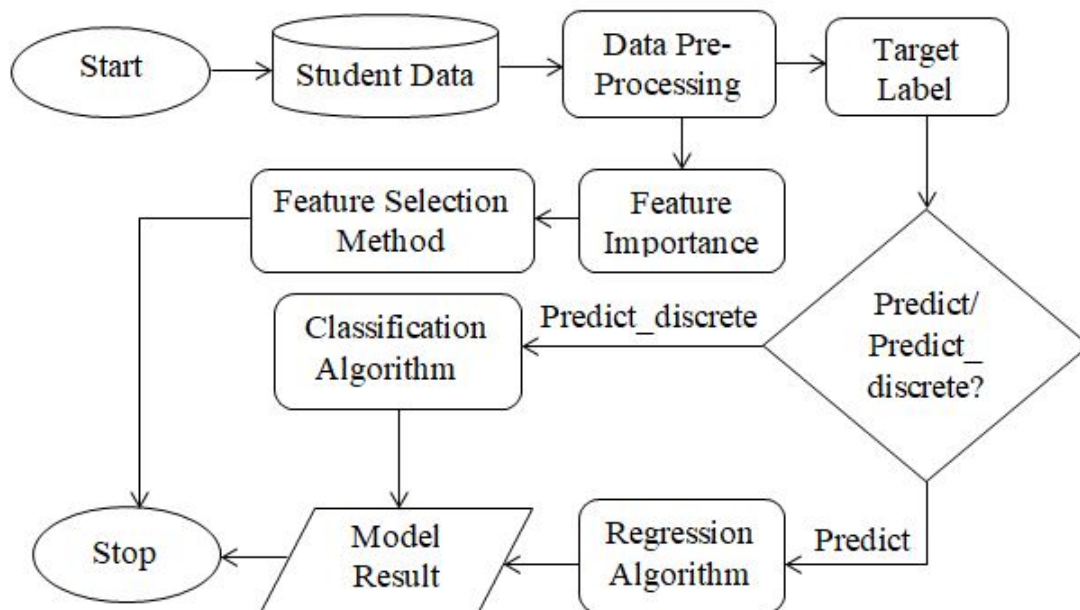 Start
Student Data
Data Pre-
Processing
Target
Label
Feature Selection
Method
Feature
Importance
Predict/
Predict_
discrete?
Predict_discrete
Classification
Algorithm
Predict
Regression
Algorithm
Model
Result
Stop